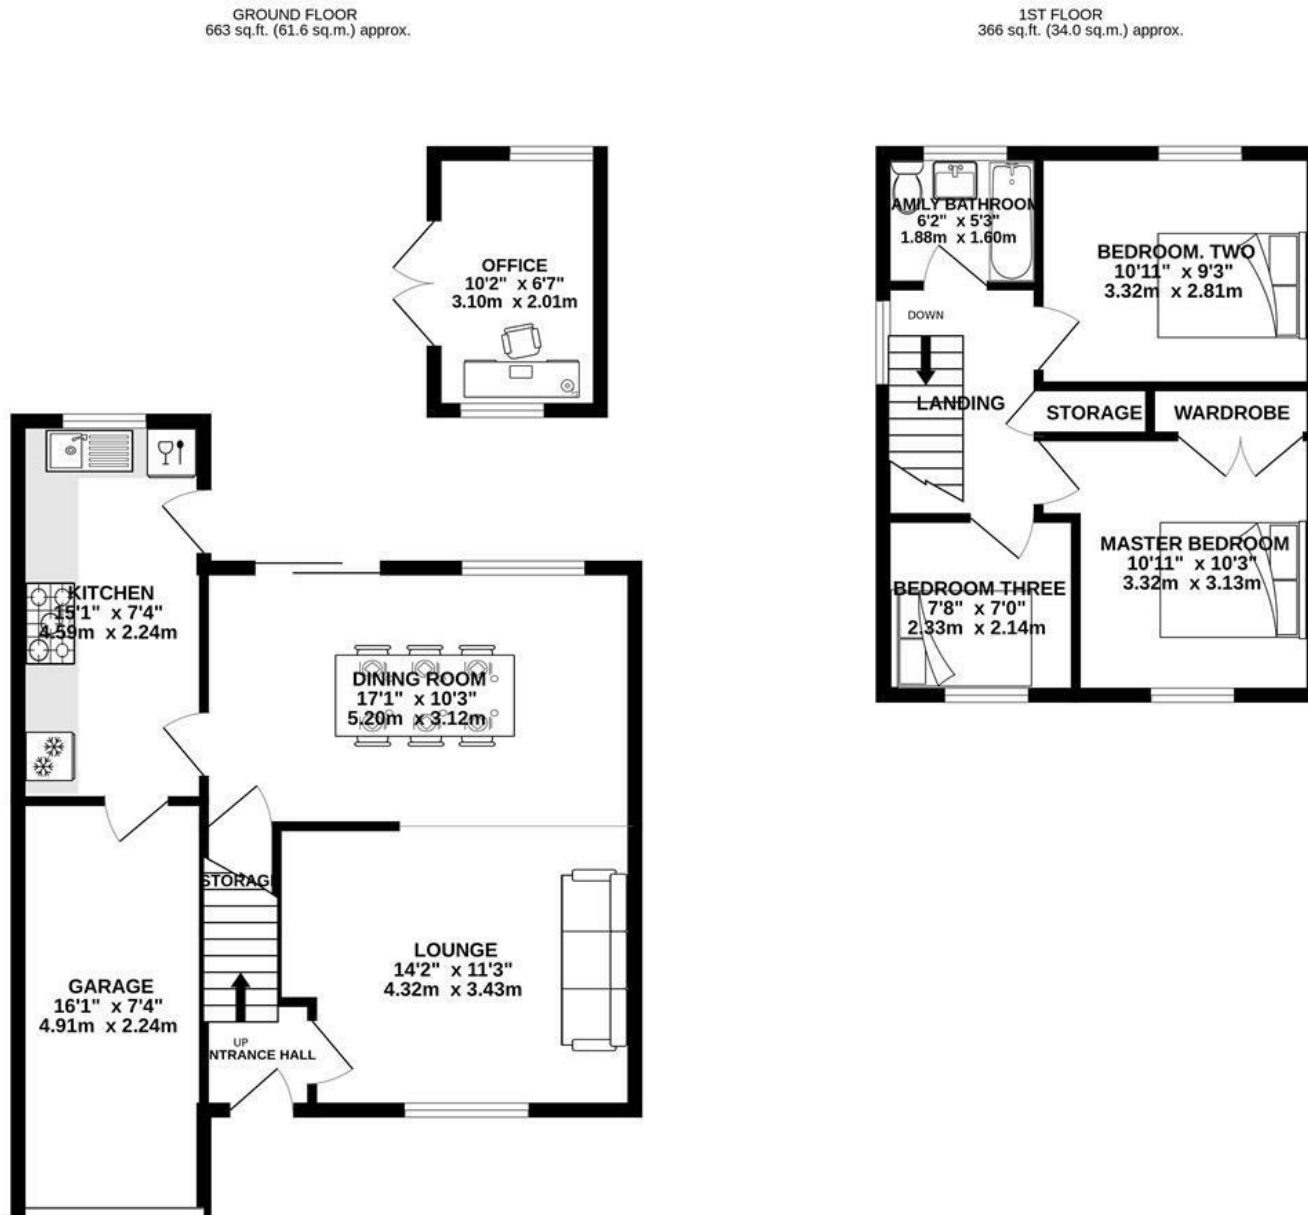 GROUND FLOOR
663 sq.ft. (61.6 sq.m.) approx.
1ST FLOOR
366 sq.ft. (34.0 sq.m.) approx.
OFFICE
10'2" x 6'7"
3.10m x 2.01m
KITCHEN
15'1" x 7'4"
4.59m x 2.24m
DINING ROOM
17'1" x 10'3"
5.20m x 3.12m
STORAGE
LOUNGE
14'2" x 11'3"
4.32m x 3.43m
GARAGE
16'1" x 7'4"
4.91m x 2.24m
UP
NTRANCE HALL
AMILY BATHROOM
6'2" x 5'3"
1.88m x 1.60m
BEDROOM. TWO
10'11" x 9'3"
3.32m x 2.81m
DOWN
LANDING
STORAGE
WARDROBE
MASTER BEDROOM
10'11" x 10'3"
3.32m x 3.13m
BEDROOM THREE
7'8" x 7'0"
2.33m x 2.14m